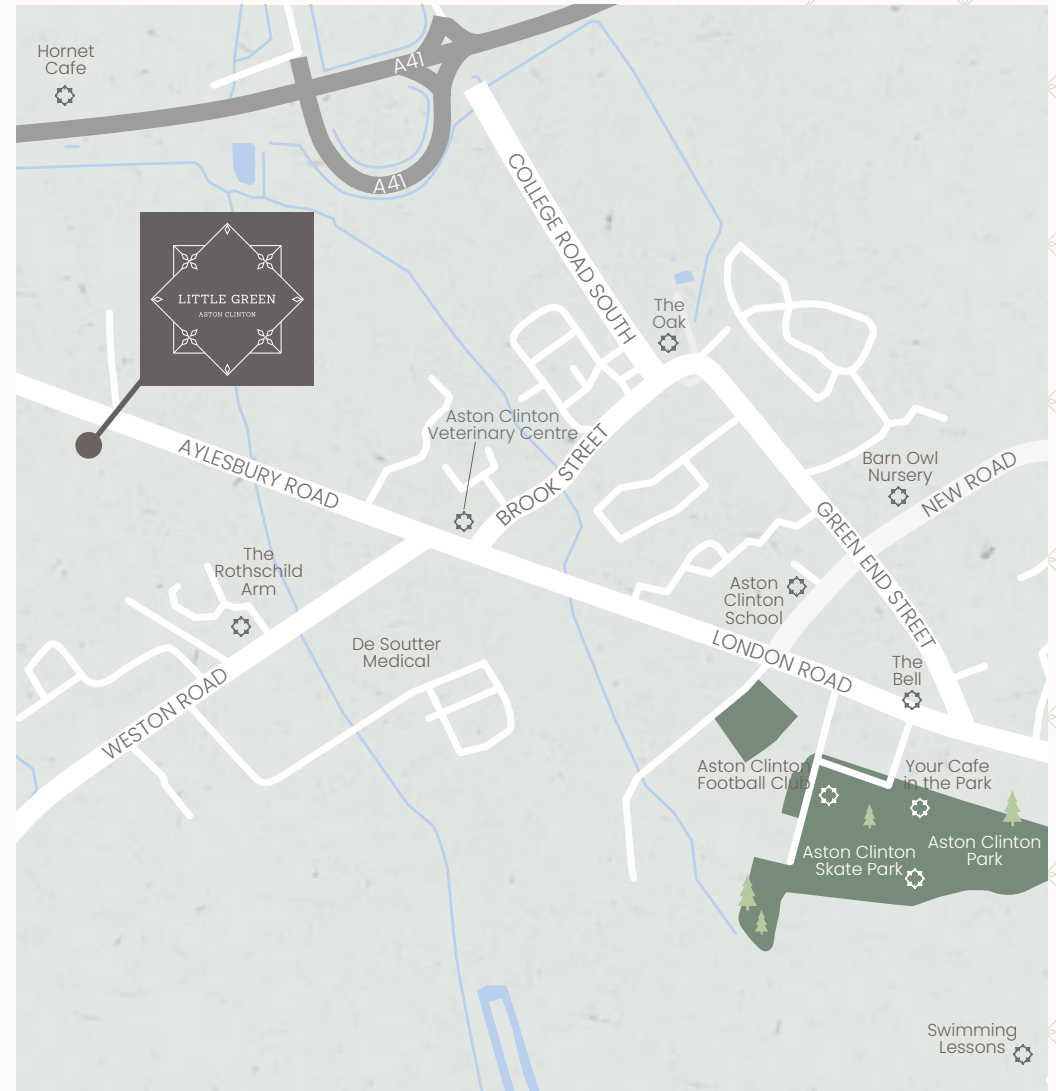 Hornet
Cafe
A41
A41
COLLEGE ROAD SOUTH
LITTLE GREEN
ASTON CLINTON
The
Oak
Aston Clinton
Veterinary Centre
BROOK STREET
AYLESBURY ROAD
Barn Owl
Nursery
NEW ROAD
GREEN END STREET
The
Rothschild
Arm
Aston
Clinton
School
De Soutter
Medical
LONDON ROAD
The
Bell
WESTON ROAD
Aston Clinton
Football Club
Your Cafe
in the Park
Aston Clinton
Park
Aston Clinton
Skate Park
Swimming
Lessons